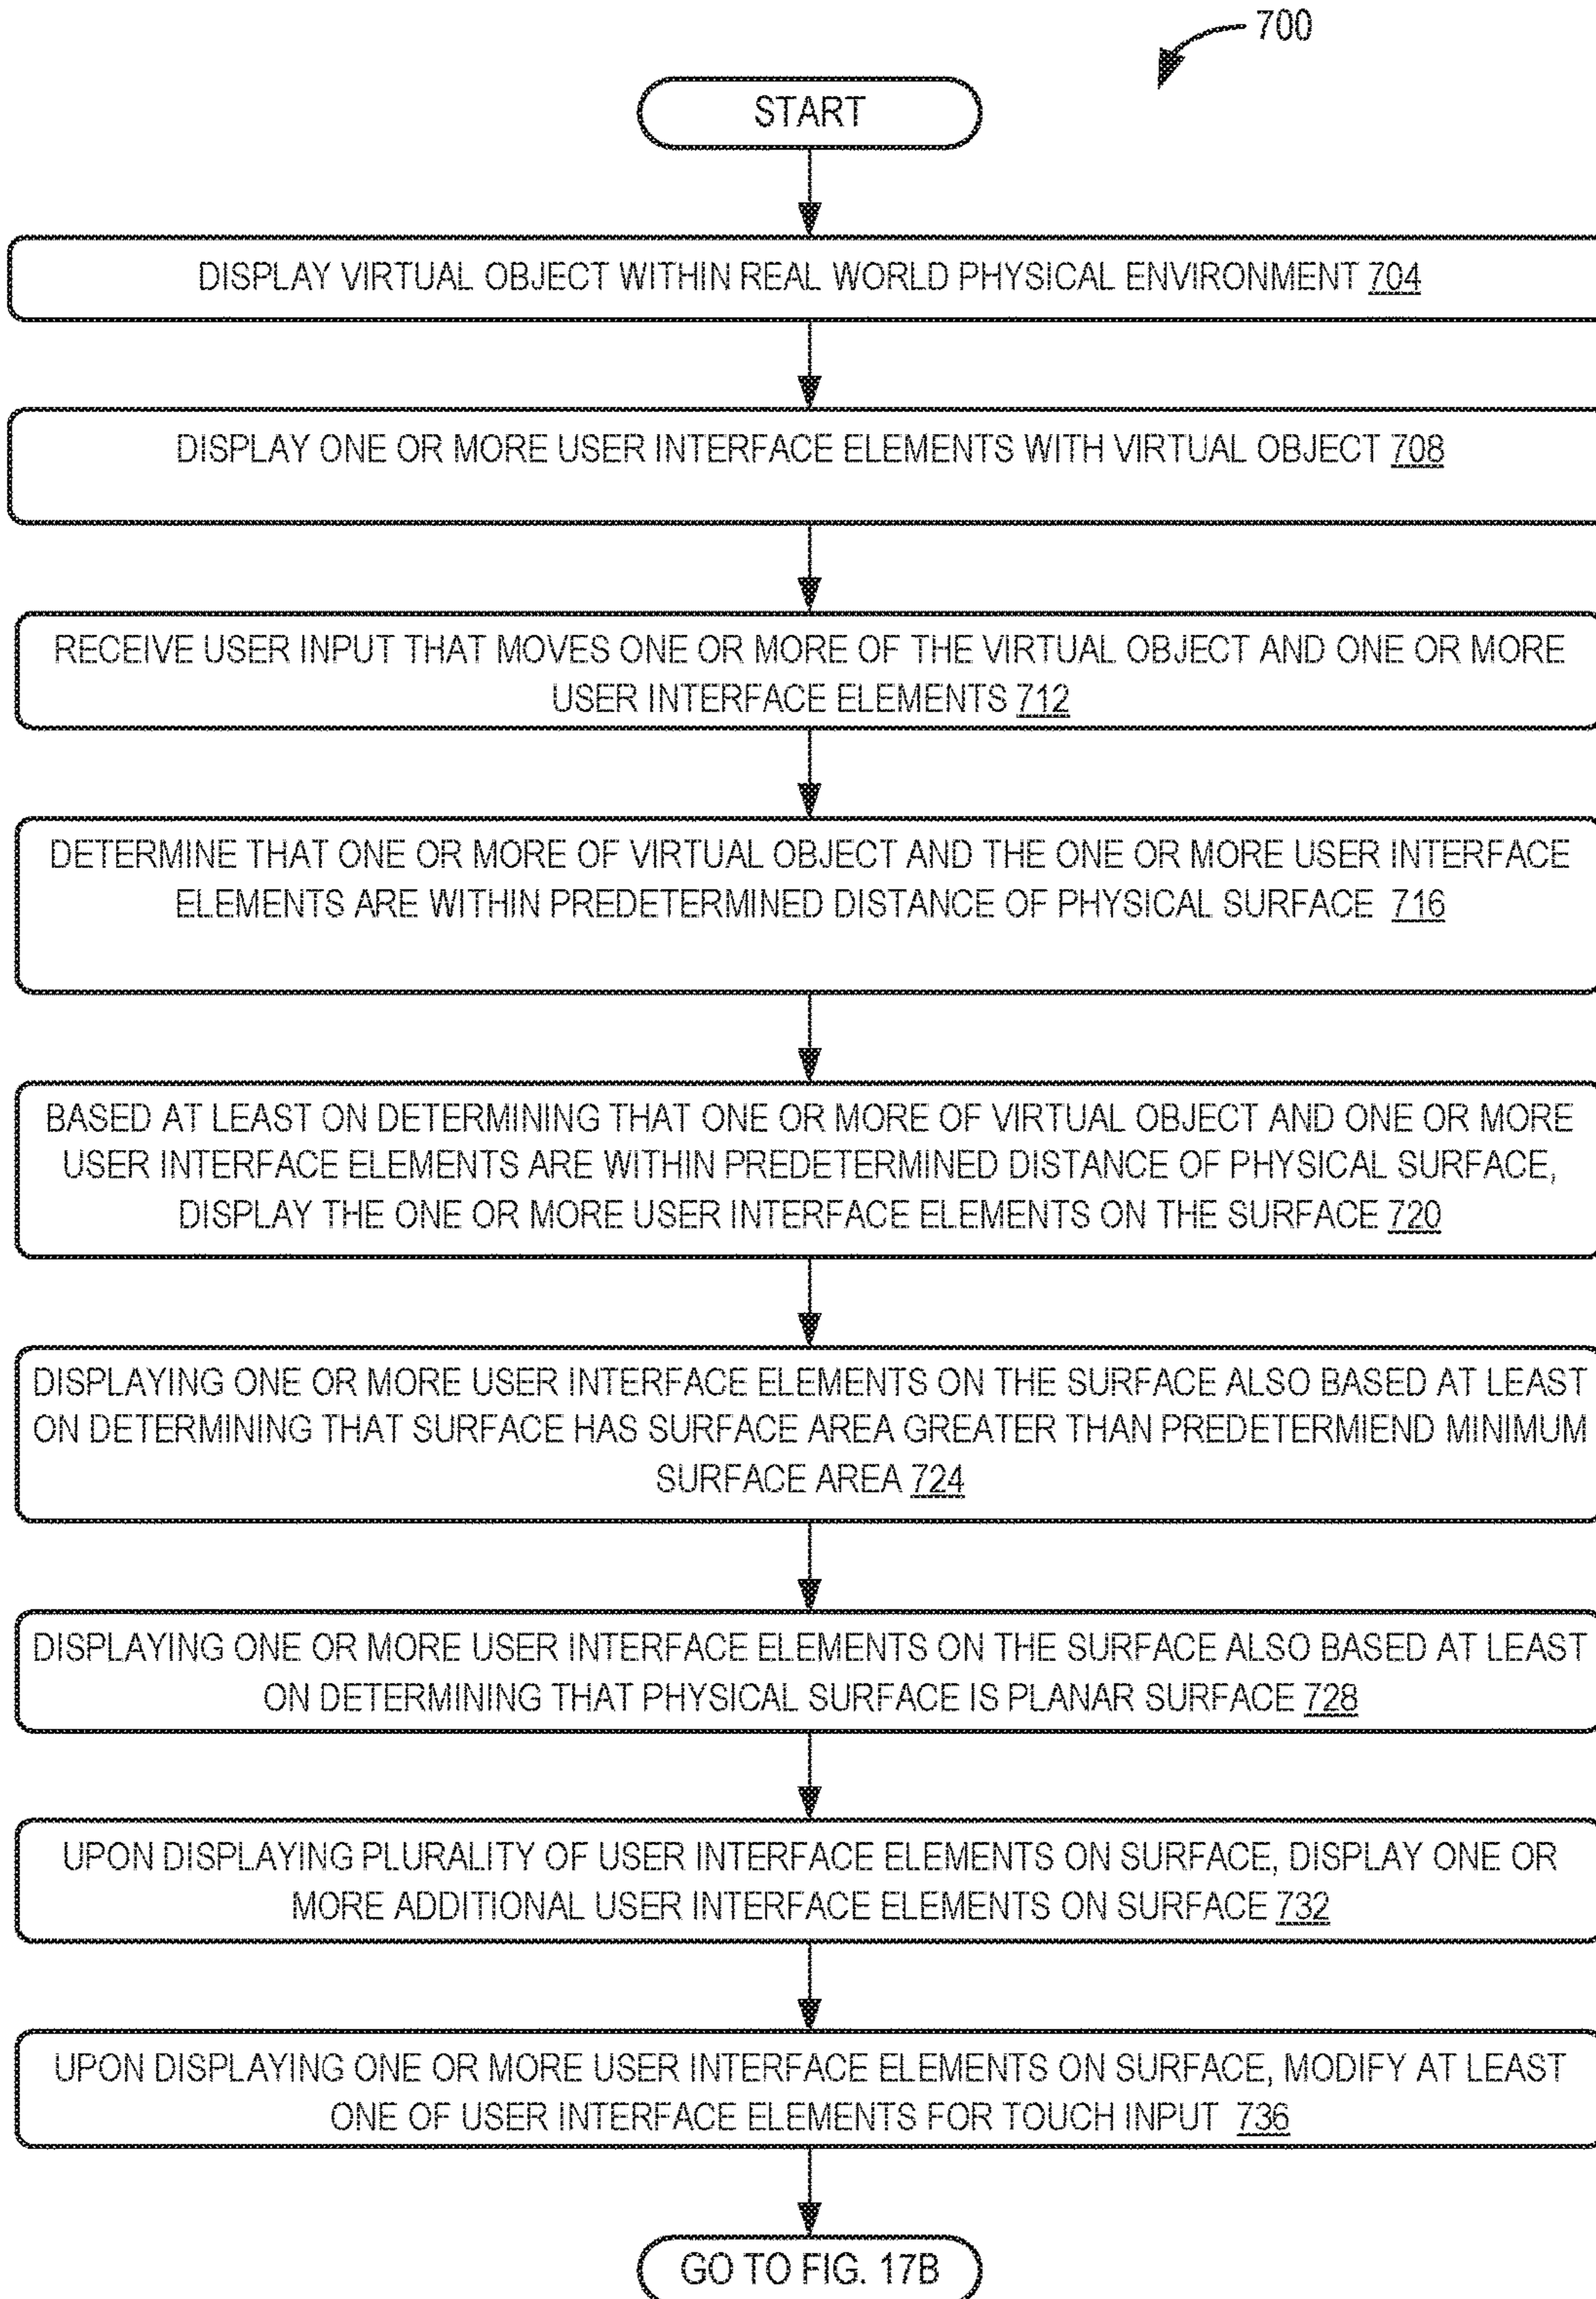 700
START
DISPLAY VIRTUAL OBJECT WITHIN REAL WORLD PHYSICAL ENVIRONMENT 704
DISPLAY ONE OR MORE USER INTERFACE ELEMENTS WITH VIRTUAL OBJECT 708
RECEIVE USER INPUT THAT MOVES ONE OR MORE OF THE VIRTUAL OBJECT AND ONE OR MORE
USER INTERFACE ELEMENTS 712
DETERMINE THAT ONE OR MORE OF VIRTUAL OBJECT AND THE ONE OR MORE USER INTERFACE
ELEMENTS ARE WITHIN PREDETERMINED DISTANCE OF PHYSICAL SURFACE 716
BASED AT LEAST ON DETERMINING THAT ONE OR MORE OF VIRTUAL OBJECT AND ONE OR MORE
USER INTERFACE ELEMENTS ARE WITHIN PREDETERMINED DISTANCE OF PHYSICAL SURFACE,
DISPLAY THE ONE OR MORE USER INTERFACE ELEMENTS ON THE SURFACE 720
DISPLAYING ONE OR MORE USER INTERFACE ELEMENTS ON THE SURFACE ALSO BASED AT LEAST
ON DETERMINING THAT SURFACE HAS SURFACE AREA GREATER THAN PREDETERMIEND MINIMUM
SURFACE AREA 724
DISPLAYING ONE OR MORE USER INTERFACE ELEMENTS ON THE SURFACE ALSO BASED AT LEAST
ON DETERMINING THAT PHYSICAL SURFACE IS PLANAR SURFACE 728
UPON DISPLAYING PLURALITY OF USER INTERFACE ELEMENTS ON SURFACE, DISPLAY ONE OR
MORE ADDITIONAL USER INTERFACE ELEMENTS ON SURFACE 732
UPON DISPLAYING ONE OR MORE USER INTERFACE ELEMENTS ON SURFACE, MODIFY AT LEAST
ONE OF USER INTERFACE ELEMENTS FOR TOUCH INPUT 736
GO TO FIG. 17B